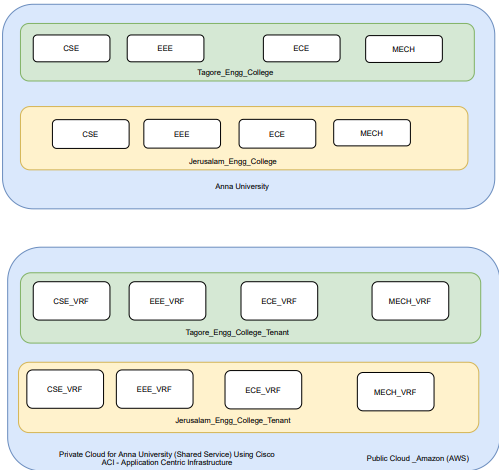 CSE EEE ECE MECH
Tagore_Engg_College
CSE EEE ECE MECH
Jerusalam_Engg_College
Anna University
CSE_VRF EEE_VRF ECE_VRF MECH_VRF
Tagore_Engg_College_Tenant
CSE_VRF EEE_VRF ECE_VRF MECH_VRF
Jerusalam_Engg_College_Tenant
Private Cloud for Anna University (Shared Service) Using Cisco
ACI - Application Centric Infrastructure
Public Cloud _Amazon (AWS)